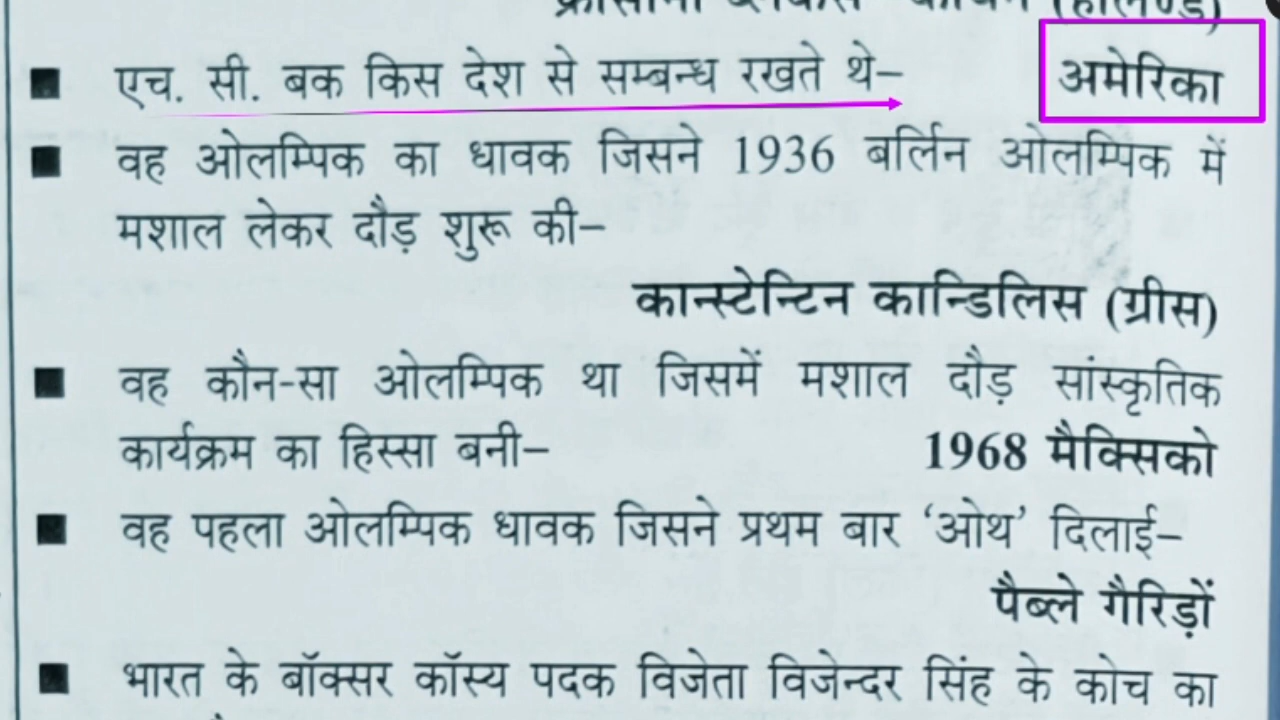 (हॉलैण्ड)
एच. सी. बक किस देश से सम्बन्ध रखते थे– अमेरिका
वह ओलम्पिक का धावक जिसने 1936 बर्लिन ओलम्पिक में
मशाल लेकर दौड़ शुरू की–
कान्स्टेन्टिन कान्डिलिस (ग्रीस)
वह कौन-सा ओलम्पिक था जिसमें मशाल दौड़ सांस्कृतिक
कार्यक्रम का हिस्सा बनी– 1968 मैक्सिको
वह पहला ओलम्पिक धावक जिसने प्रथम बार ‘ओथ’ दिलाई–
पैब्ले गैरिड़ों
भारत के बॉक्सर कॉस्य पदक विजेता विजेन्दर सिंह के कोच का